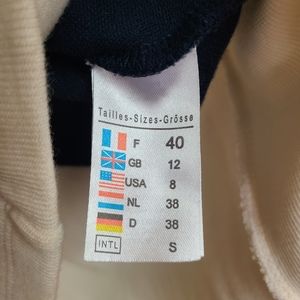 Tailles-Sizes-Grösse
F 40
GB 12
USA 8
NL 38
D 38
INTL S